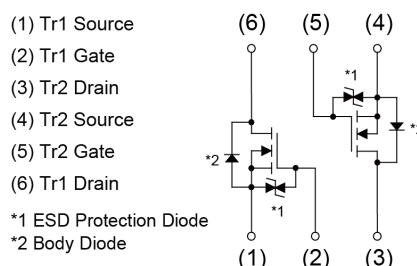 (1) Tr1 Source
(2) Tr1 Gate
(3) Tr2 Drain
(4) Tr2 Source
(5) Tr2 Gate
(6) Tr1 Drain
*1 ESD Protection Diode
*2 Body Diode
(6) (5) (4)
*1
*2
*1
(1) (2) (3)